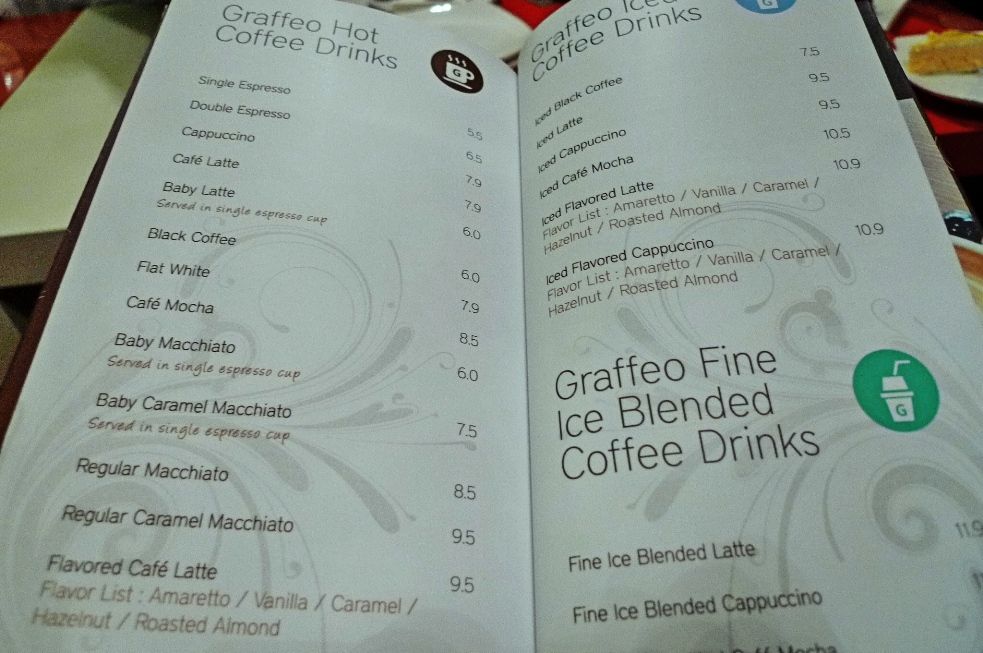 Graffeo Hot
Coffee Drinks
G
Single Espresso 5.5
Double Espresso 6.5
Cappuccino 7.9
Café Latte 7.9
Baby Latte 6.0
Served in single espresso cup
Black Coffee 6.0
Flat White 7.9
Café Mocha 8.5
Baby Macchiato 6.0
Served in single espresso cup
Baby Caramel Macchiato 7.5
Served in single espresso cup
Regular Macchiato 8.5
Regular Caramel Macchiato 9.5
Flavored Café Latte 9.5
Flavor List : Amaretto / Vanilla / Caramel /
Hazelnut / Roasted Almond
Graffeo Iced
Coffee Drinks
G
Iced Black Coffee 7.5
Iced Latte 9.5
Iced Cappuccino 9.5
Iced Café Mocha 10.5
Iced Flavored Latte 10.9
Flavor List : Amaretto / Vanilla / Caramel /
Hazelnut / Roasted Almond
Iced Flavored Cappuccino 10.9
Flavor List : Amaretto / Vanilla / Caramel /
Hazelnut / Roasted Almond
Graffeo Fine
Ice Blended
Coffee Drinks
G
Fine Ice Blended Latte 11.9
Fine Ice Blended Cappuccino
Mocha